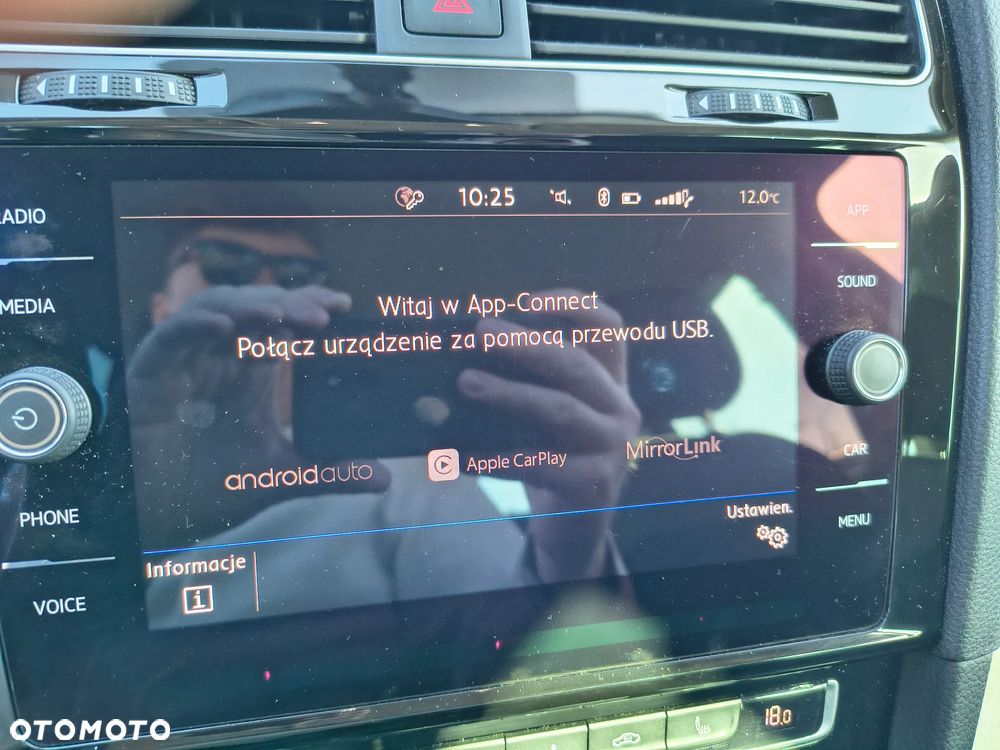 10:25
12.0°C
RADIO
APP
MEDIA
SOUND
Witaj w App-Connect
Połącz urządzenie za pomocą przewodu USB.
androidauto
Apple CarPlay
MirrorLink
CAR
PHONE
Ustawien.
MENU
Informacje
i
VOICE
18.0
OTOMOTO